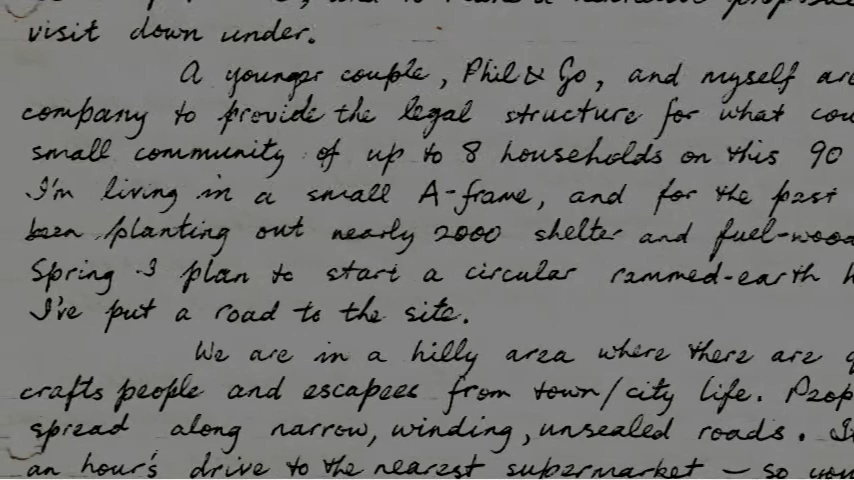 visit down under.
A younger couple, Phil & Jo, and myself are
company to provide the legal structure for what cou
small community of up to 8 households on this 90
I'm living in a small A-frame, and for the past
been planting out nearly 2000 shelter and fuel-wood
Spring I plan to start a circular rammed-earth h
I've put a road to the site.
We are in a hilly area where there are q
crafts people and escapees from town/city life. Peop
spread along narrow, winding, unsealed roads. I
an hour's drive to the nearest supermarket – so you